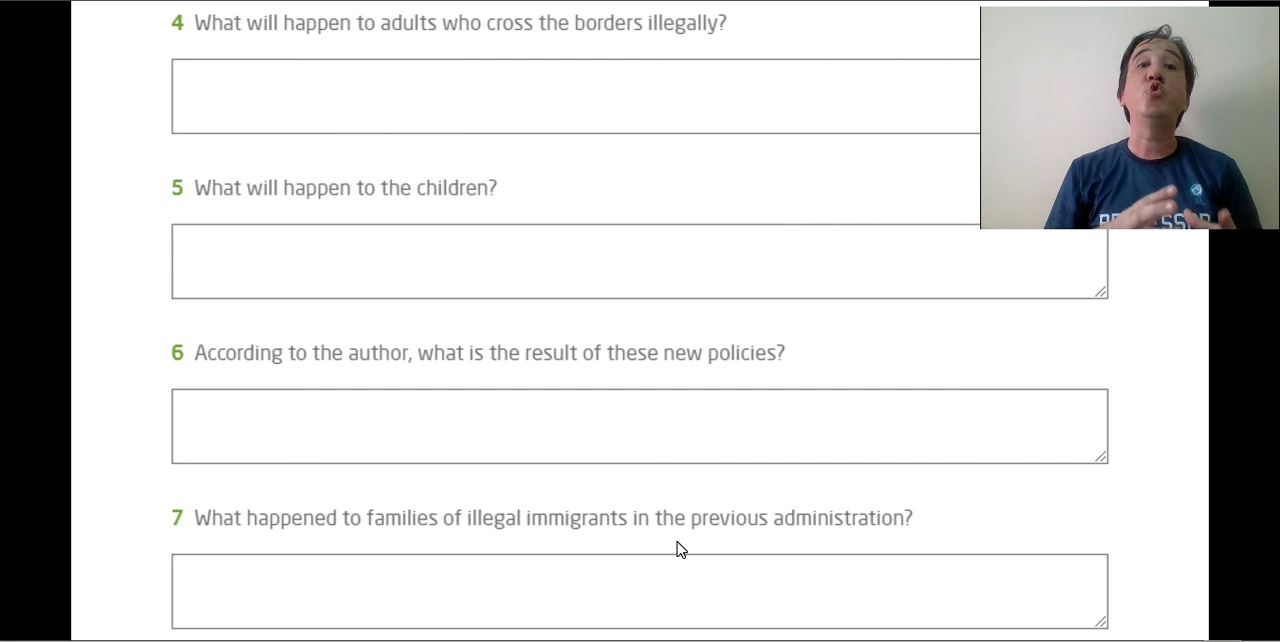 4 What will happen to adults who cross the borders illegally?
5 What will happen to the children?
6 According to the author, what is the result of these new policies?
7 What happened to families of illegal immigrants in the previous administration?